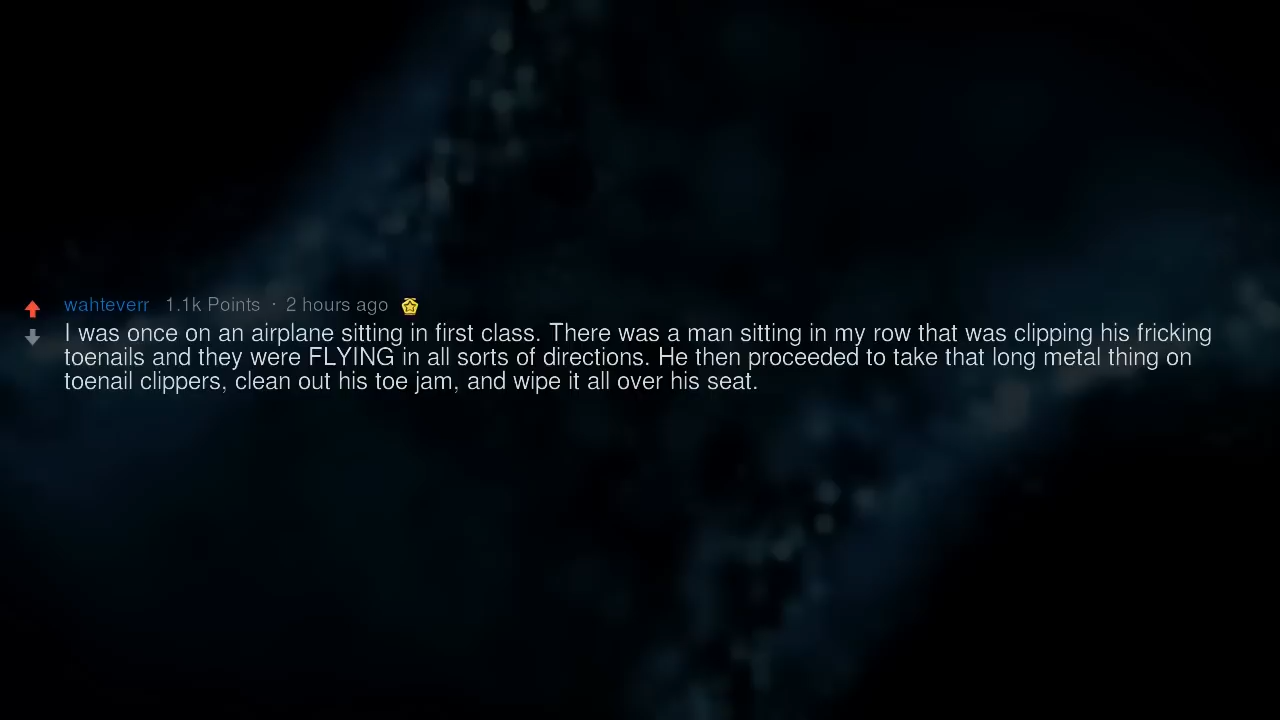 wahteverr 1.1k Points · 2 hours ago
I was once on an airplane sitting in first class. There was a man sitting in my row that was clipping his fricking
toenails and they were FLYING in all sorts of directions. He then proceeded to take that long metal thing on
toenail clippers, clean out his toe jam, and wipe it all over his seat.